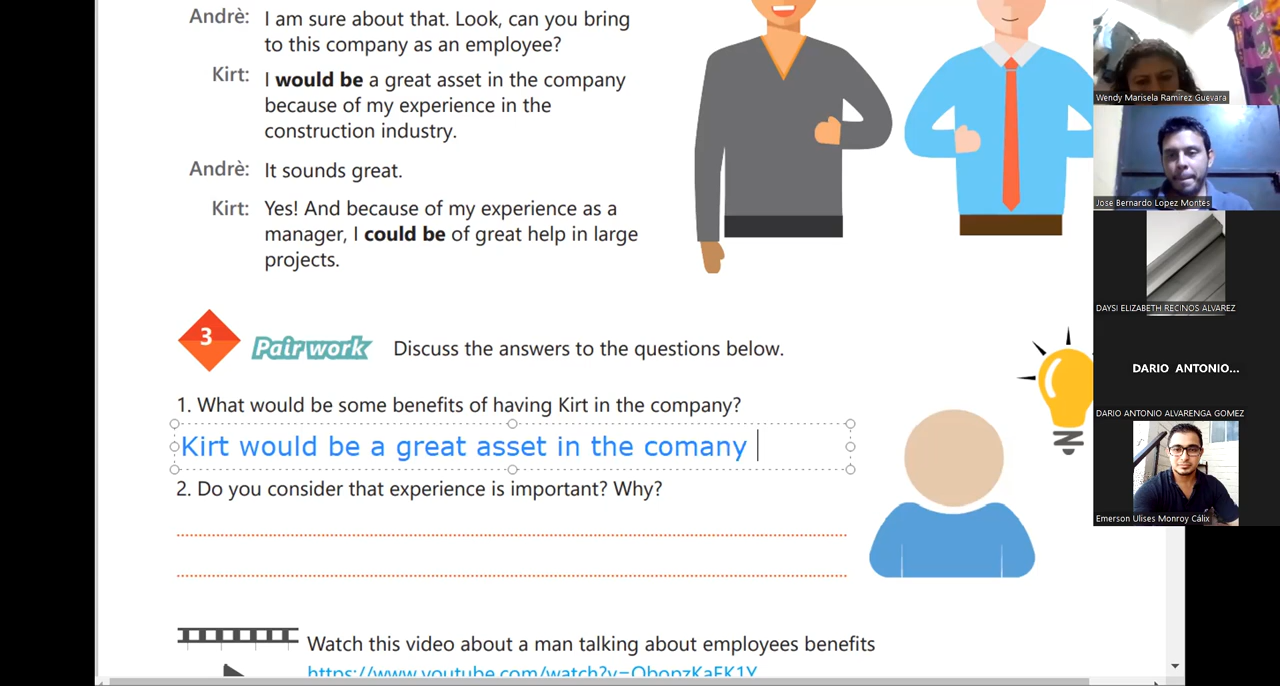 Andrè: I am sure about that. Look, can you bring
to this company as an employee?
Kirt: I would be a great asset in the company
because of my experience in the
construction industry.
Andrè: It sounds great.
Kirt: Yes! And because of my experience as a
manager, I could be of great help in large
projects.
3 Pair work Discuss the answers to the questions below.
1. What would be some benefits of having Kirt in the company?
Kirt would be a great asset in the comany
2. Do you consider that experience is important? Why?
Watch this video about a man talking about employees benefits
https://www.youtube.com/watch?v=QbopzKaFK1Y
Wendy Marisela Ramirez Guevara
Jose Bernardo Lopez Montes
DAYSI ELIZABETH RECINOS ALVAREZ
DARIO ANTONIO...
DARIO ANTONIO ALVARENGA GOMEZ
Emerson Ulises Monroy Cálix